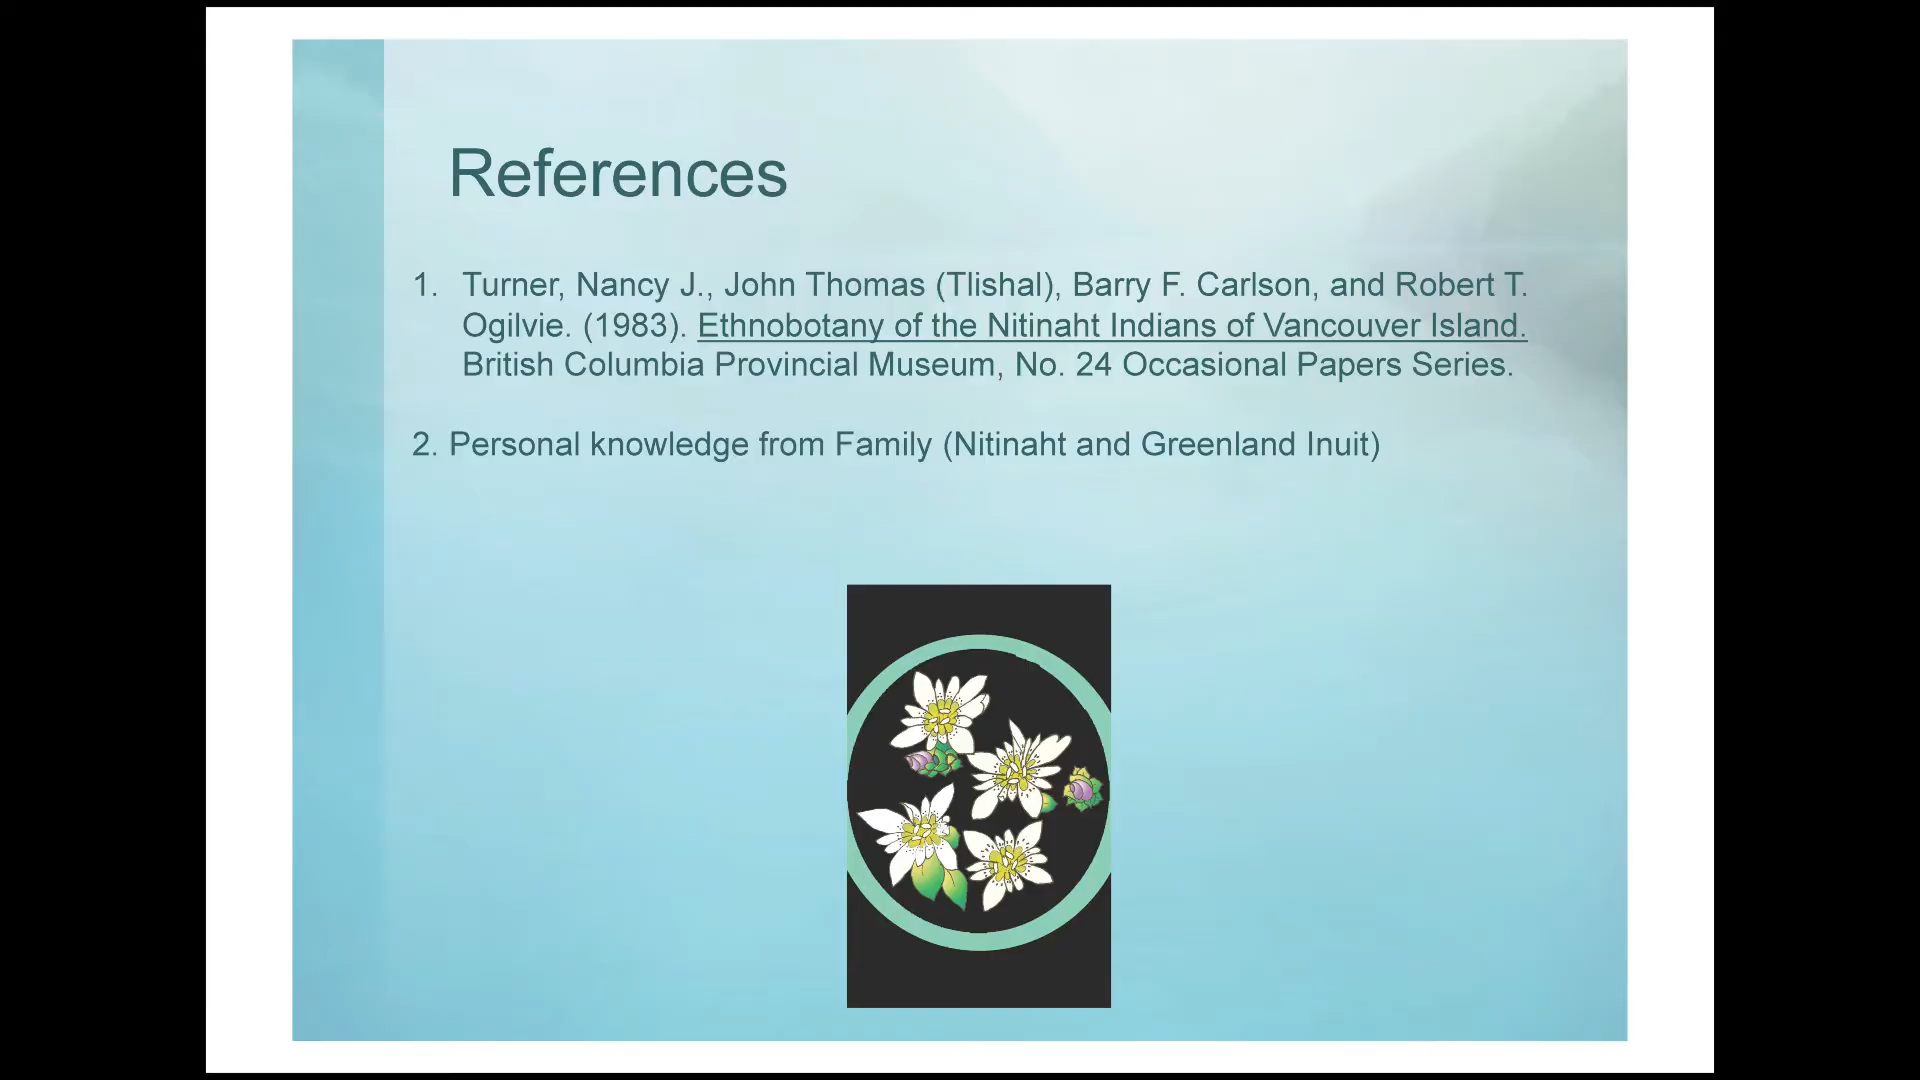 References
1. Turner, Nancy J., John Thomas (Tlishal), Barry F. Carlson, and Robert T.
Ogilvie. (1983). Ethnobotany of the Nitinaht Indians of Vancouver Island.
British Columbia Provincial Museum, No. 24 Occasional Papers Series.
2. Personal knowledge from Family (Nitinaht and Greenland Inuit)